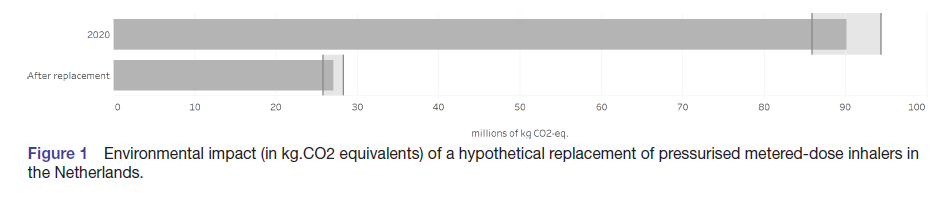 2020
After replacement
0 10 20 30 40 50 60 70 80 90 100
millions of kg CO2-eq.
Figure 1 Environmental impact (in kg.CO2 equivalents) of a hypothetical replacement of pressurised metered-dose inhalers in
the Netherlands.